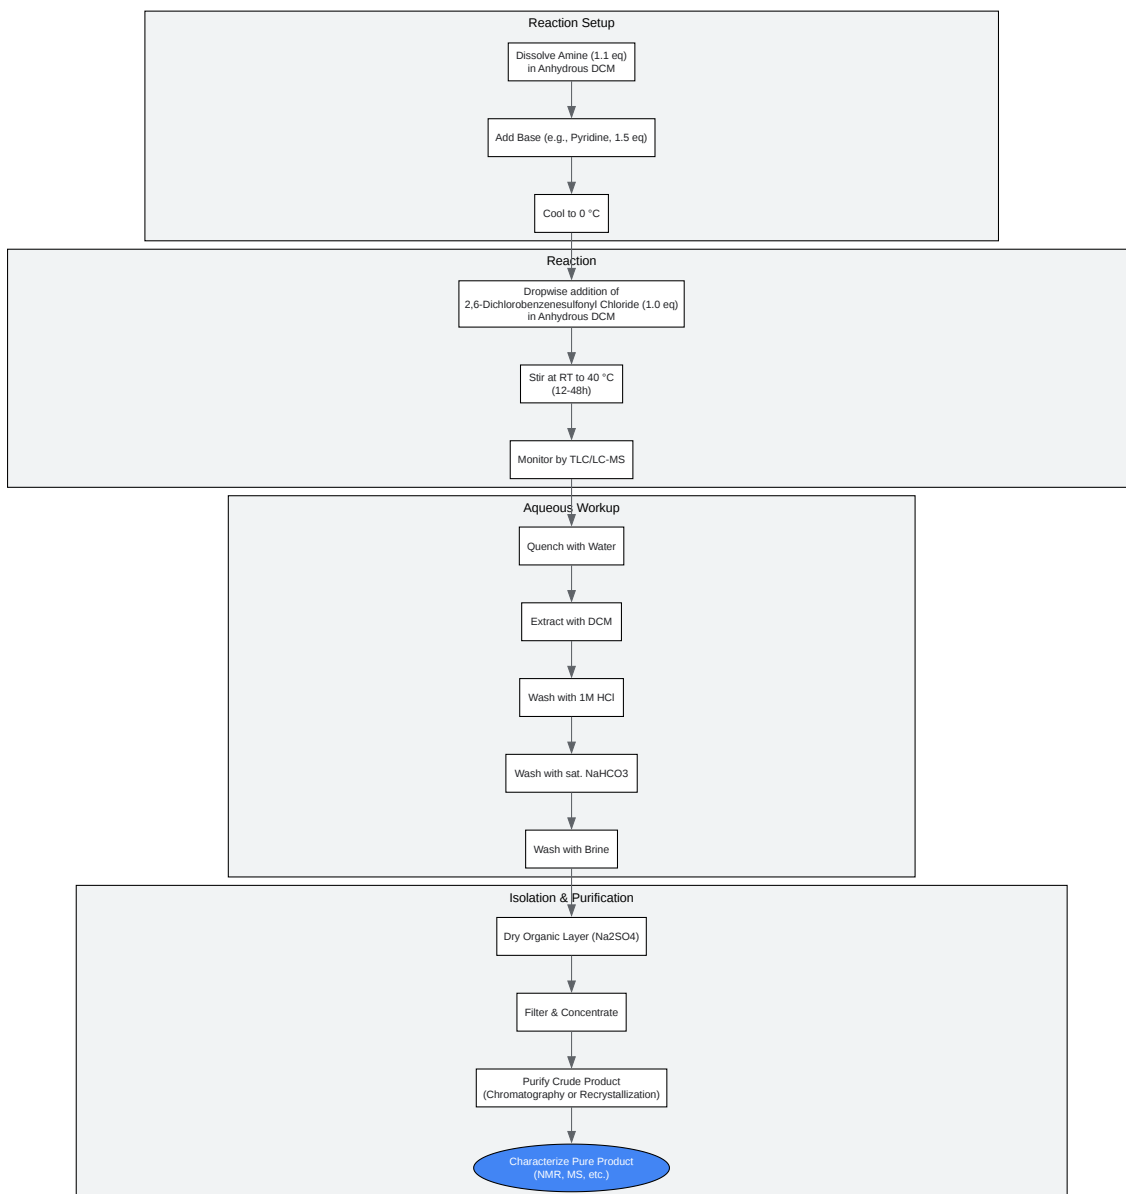 Reaction Setup
Dissolve Amine (1.1 eq)
in Anhydrous DCM
Add Base (e.g., Pyridine, 1.5 eq)
Cool to 0 °C
Reaction
Dropwise addition of
2,6-Dichlorobenzenesulfonyl Chloride (1.0 eq)
in Anhydrous DCM
Stir at RT to 40 °C
(12-48h)
Monitor by TLC/LC-MS
Aqueous Workup
Quench with Water
Extract with DCM
Wash with 1M HCl
Wash with sat. NaHCO3
Wash with Brine
Isolation & Purification
Dry Organic Layer (Na2SO4)
Filter & Concentrate
Purify Crude Product
(Chromatography or Recrystallization)
Characterize Pure Product
(NMR, MS, etc.)